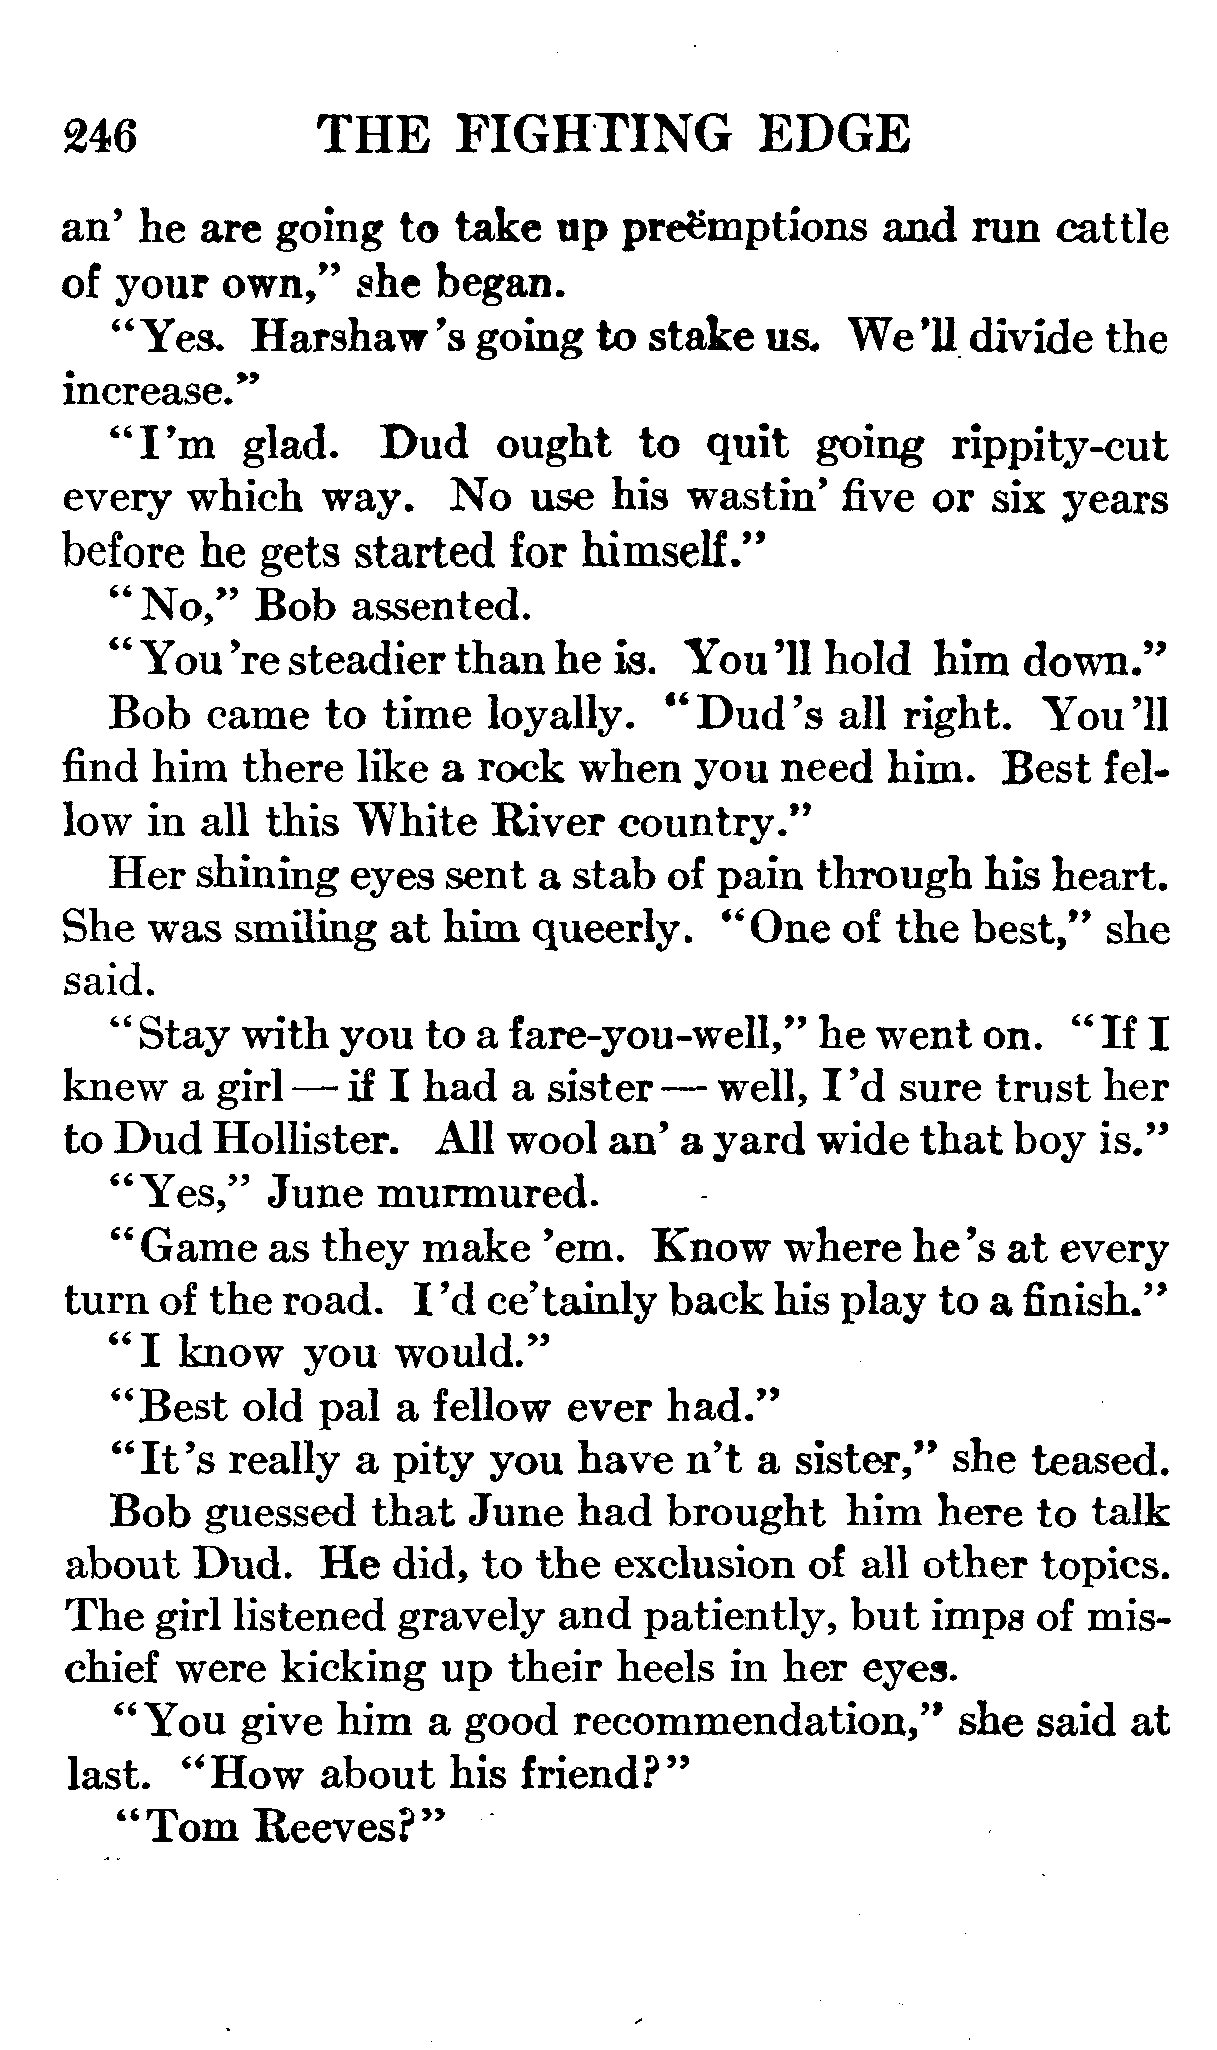 246 THE FIGHTING EDGE
an' he are going to take up preëmptions and run cattle
of your own," she began.
"Yes. Harshaw's going to stake us. We'll divide the
increase."
"I'm glad. Dud ought to quit going rippity-cut
every which way. No use his wastin' five or six years
before he gets started for himself."
"No," Bob assented.
"You're steadier than he is. You'll hold him down."
Bob came to time loyally. "Dud's all right. You'll
find him there like a rock when you need him. Best fel-
low in all this White River country."
Her shining eyes sent a stab of pain through his heart.
She was smiling at him queerly. "One of the best," she
said.
"Stay with you to a fare-you-well," he went on. "If I
knew a girl — if I had a sister — well, I'd sure trust her
to Dud Hollister. All wool an' a yard wide that boy is."
"Yes," June murmured.
"Game as they make 'em. Know where he's at every
turn of the road. I'd ce'tainly back his play to a finish."
"I know you would."
"Best old pal a fellow ever had."
"It's really a pity you have n't a sister," she teased.
Bob guessed that June had brought him here to talk
about Dud. He did, to the exclusion of all other topics.
The girl listened gravely and patiently, but imps of mis-
chief were kicking up their heels in her eyes.
"You give him a good recommendation," she said at
last. "How about his friend?"
"Tom Reeves?"